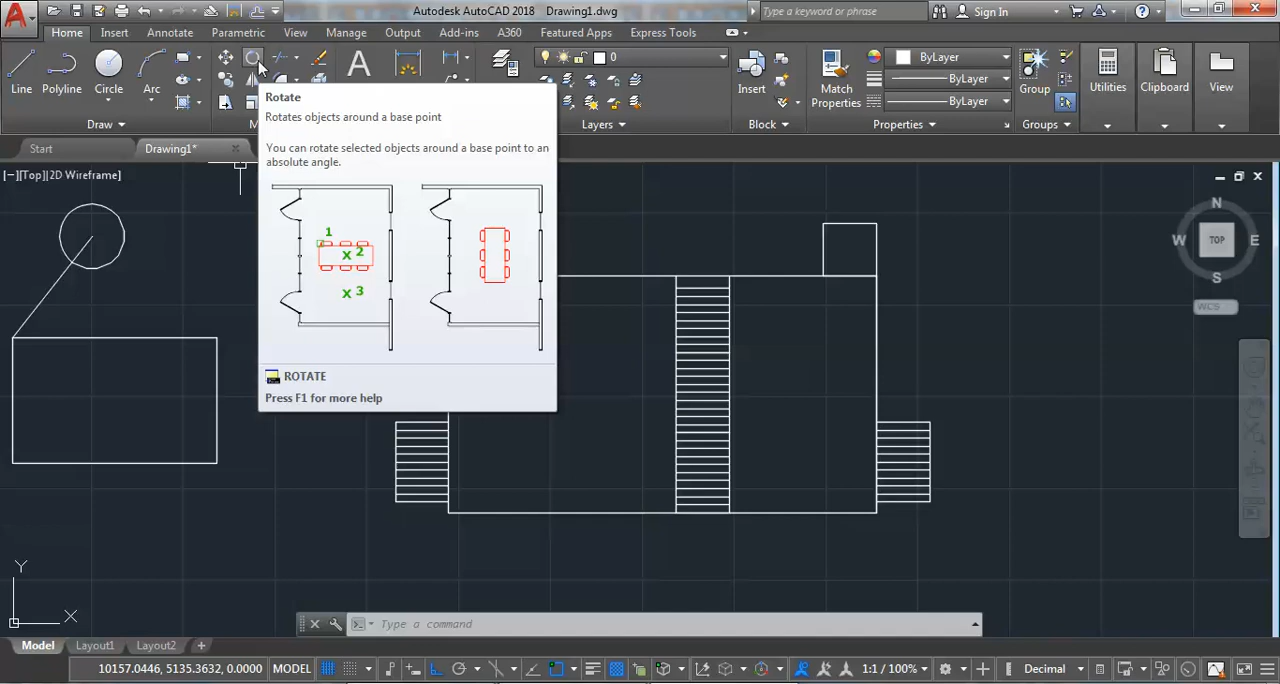 Autodesk AutoCAD 2018 Drawing1.dwg
Type a keyword or phrase
Sign In
Home Insert Annotate Parametric View Manage Output Add-ins A360 Featured Apps Express Tools
A
0
ByLayer
ByLayer
ByLayer
Line Polyline Circle Arc
Insert
Match
Properties
Group Utilities Clipboard View
Draw
Layers
Block
Properties
Groups
Start
Drawing1*
Rotate
Rotates objects around a base point
You can rotate selected objects around a base point to an
absolute angle.
1
x 2
x 3
ROTATE
Press F1 for more help
[−][Top][2D Wireframe]
N
W TOP E
S
WCS
Y
X
Type a command
Model Layout1 Layout2 +
10157.0446, 5135.3632, 0.0000 MODEL
1:1 / 100%
Decimal